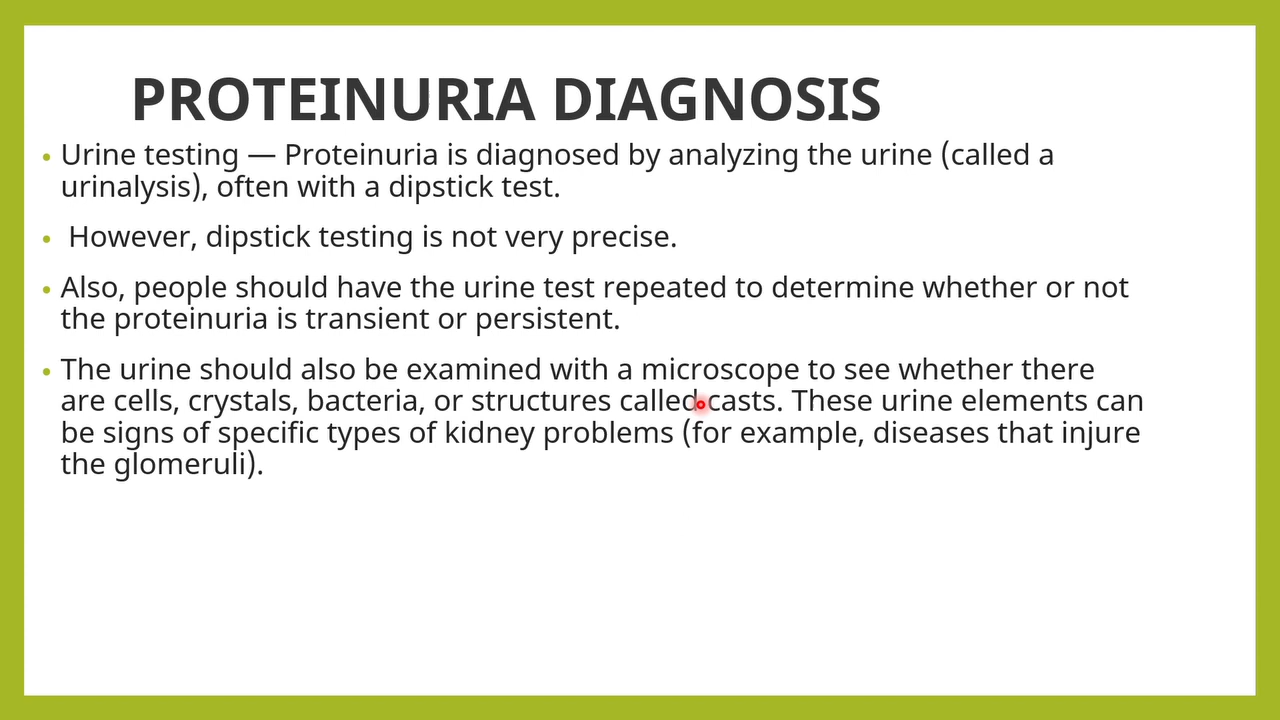 PROTEINURIA DIAGNOSIS
• Urine testing — Proteinuria is diagnosed by analyzing the urine (called a
urinalysis), often with a dipstick test.
• However, dipstick testing is not very precise.
• Also, people should have the urine test repeated to determine whether or not
the proteinuria is transient or persistent.
• The urine should also be examined with a microscope to see whether there
are cells, crystals, bacteria, or structures called casts. These urine elements can
be signs of specific types of kidney problems (for example, diseases that injure
the glomeruli).